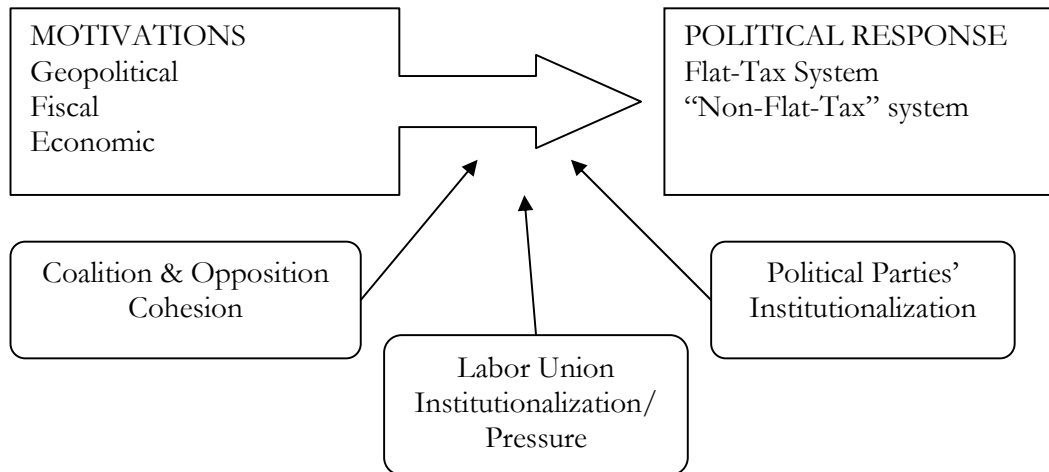 MOTIVATIONS
Geopolitical
Fiscal
Economic
POLITICAL RESPONSE
Flat-Tax System
“Non-Flat-Tax” system
Coalition & Opposition
Cohesion
Labor Union
Institutionalization/
Pressure
Political Parties’
Institutionalization